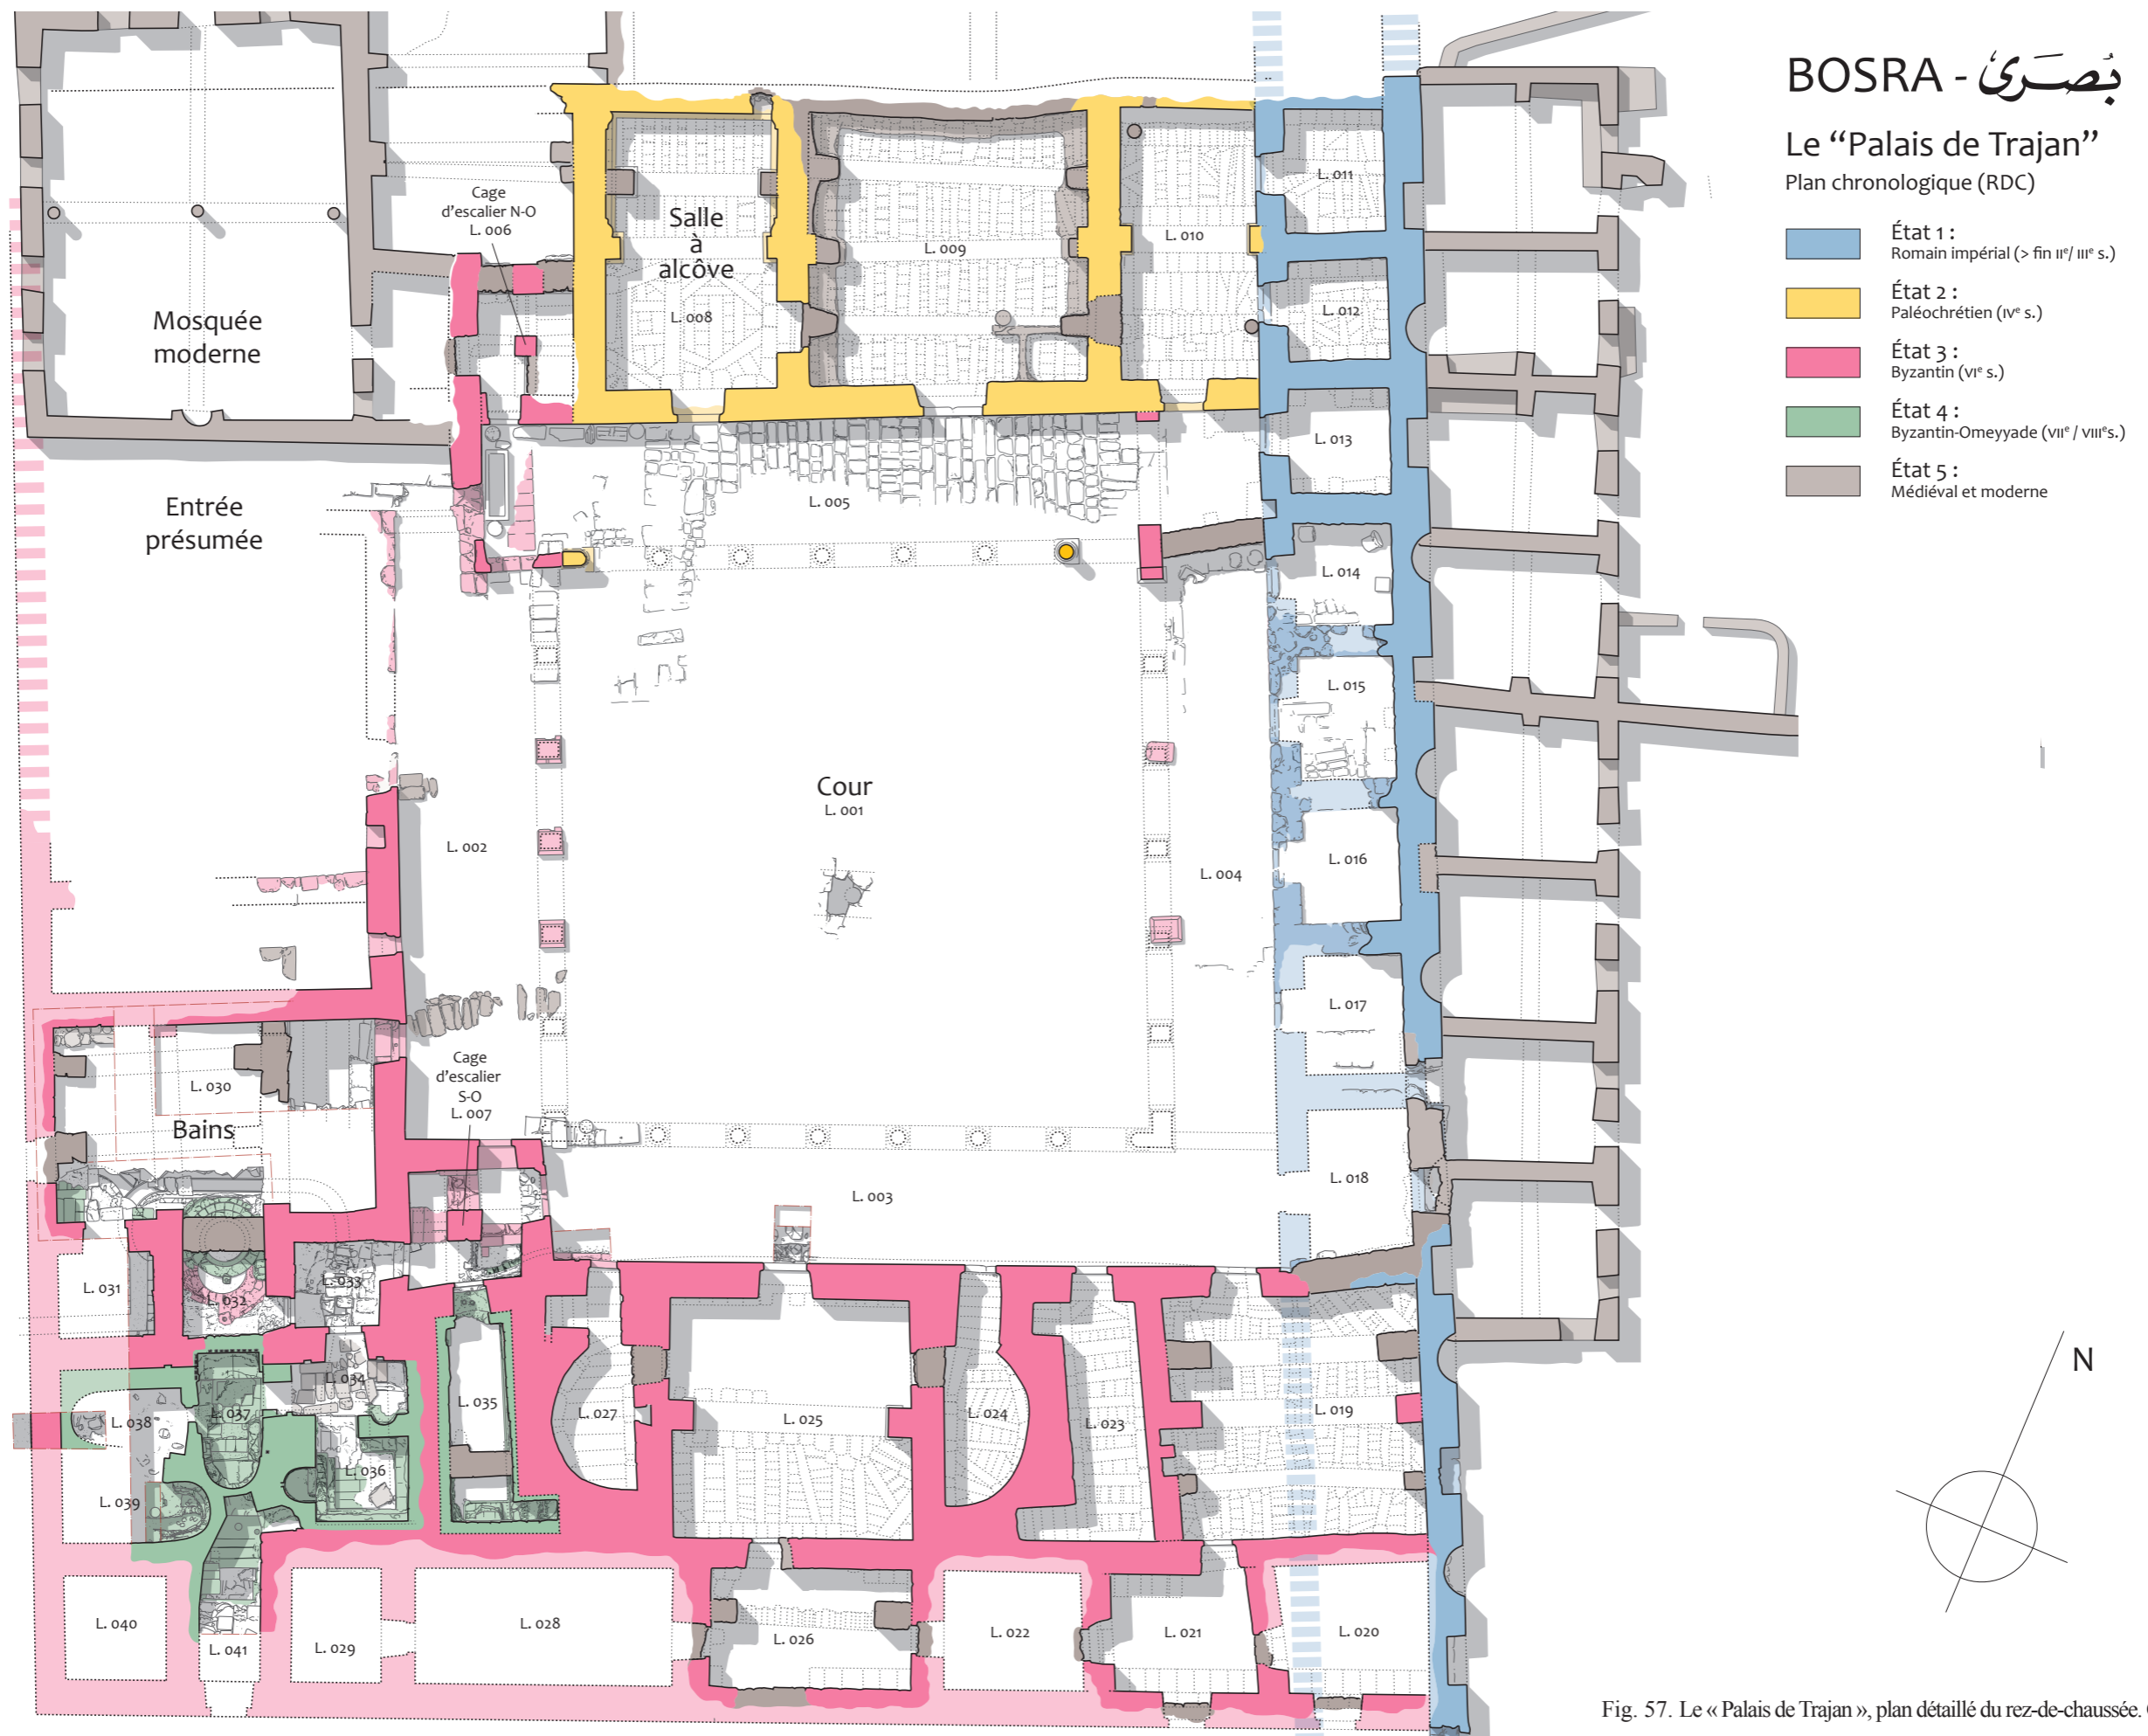 BOSRA - بُصرَى
Le “Palais de Trajan”
Plan chronologique (RDC)
État 1 :
Romain impérial (> fin IIe/ IIIe s.)
État 2 :
Paléochrétien (IVe s.)
État 3 :
Byzantin (VIe s.)
État 4 :
Byzantin-Omeyyade (VIIe / VIIIe s.)
État 5 :
Médiéval et moderne
Cage
d’escalier N-O
L. 006
Salle
à
alcôve
L. 008
L. 009
L. 010
L. 011
L. 012
L. 013
Mosquée
moderne
Entrée
présumée
L. 005
L. 014
L. 015
Cour
L. 001
L. 002
L. 004
L. 016
L. 017
L. 018
Cage
d’escalier
S-O
L. 007
L. 030
Bains
L. 003
L. 031
L. 032
L. 033
L. 034
L. 035
L. 037
L. 038
L. 036
L. 039
L. 027
L. 025
L. 024
L. 023
L. 019
L. 040
L. 041
L. 029
L. 028
L. 026
L. 022
L. 021
L. 020
N
Fig. 57. Le « Palais de Trajan », plan détaillé du rez-de-chaussée.